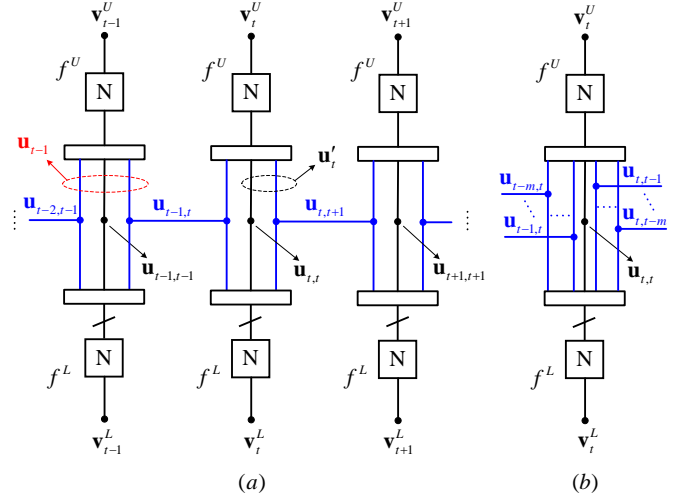 v^U_{t−1} v^U_t v^U_{t+1} v^U_t
f^U f^U f^U f^U
N N N N
u_{t−1} u′_t
u_{t−2,t−1} u_{t−1,t} u_{t,t+1} u_{t−m,t} u_{t,t−1}
u_{t−1,t} u_{t,t−m}
u_{t−1,t−1} u_{t,t} u_{t+1,t+1} u_{t,t}
N N N N
f^L f^L f^L f^L
v^L_{t−1} v^L_t v^L_{t+1} v^L_t
(a) (b)